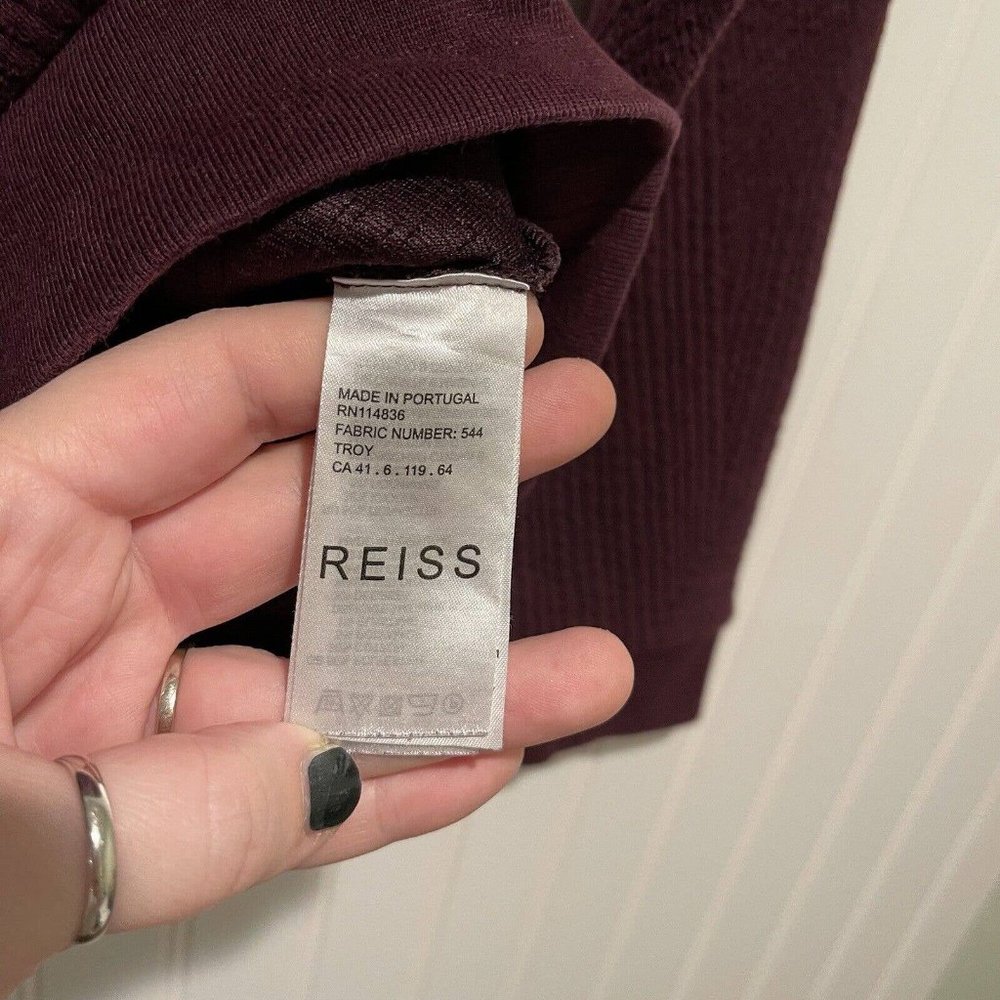 MADE IN PORTUGAL
RN114836
FABRIC NUMBER: 544
TROY
CA 41 . 6 . 119 . 64
REISS